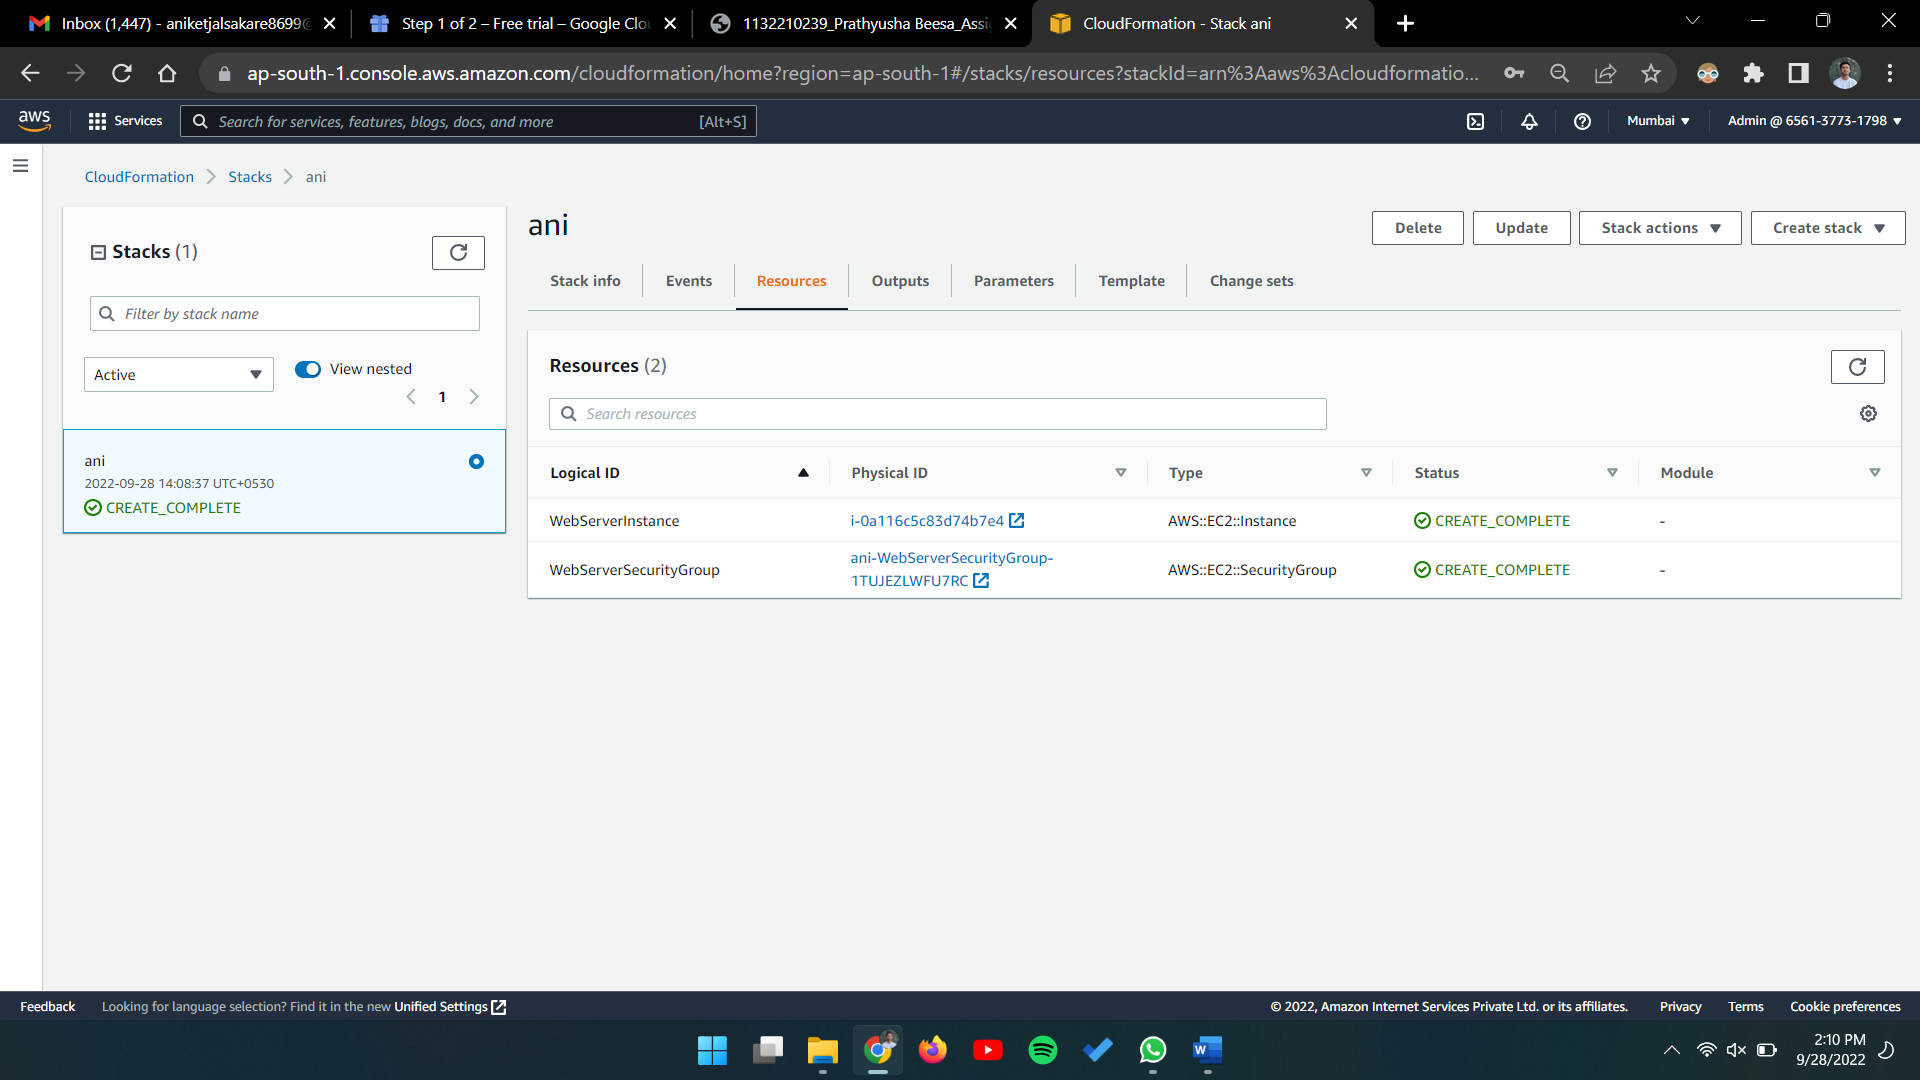 Inbox (1,447) - aniketjalsakare8699@
Step 1 of 2 – Free trial – Google Clo
1132210239_Prathyusha Beesa_Assi
CloudFormation - Stack ani
ap-south-1.console.aws.amazon.com/cloudformation/home?region=ap-south-1#/stacks/resources?stackId=arn%3Aaws%3Acloudformatio...
aws
Services
Search for services, features, blogs, docs, and more
[Alt+S]
Mumbai
Admin @ 6561-3773-1798
CloudFormation
Stacks
ani
Stacks (1)
Filter by stack name
Active
View nested
1
ani
2022-09-28 14:08:37 UTC+0530
CREATE_COMPLETE
ani
Delete
Update
Stack actions
Create stack
Stack info
Events
Resources
Outputs
Parameters
Template
Change sets
Resources (2)
Search resources
Logical ID
Physical ID
Type
Status
Module
WebServerInstance
i-0a116c5c83d74b7e4
AWS::EC2::Instance
CREATE_COMPLETE
-
WebServerSecurityGroup
ani-WebServerSecurityGroup-
1TUJEZLWFU7RC
AWS::EC2::SecurityGroup
CREATE_COMPLETE
-
Feedback
Looking for language selection? Find it in the new Unified Settings
© 2022, Amazon Internet Services Private Ltd. or its affiliates.
Privacy
Terms
Cookie preferences
W
2:10 PM
9/28/2022